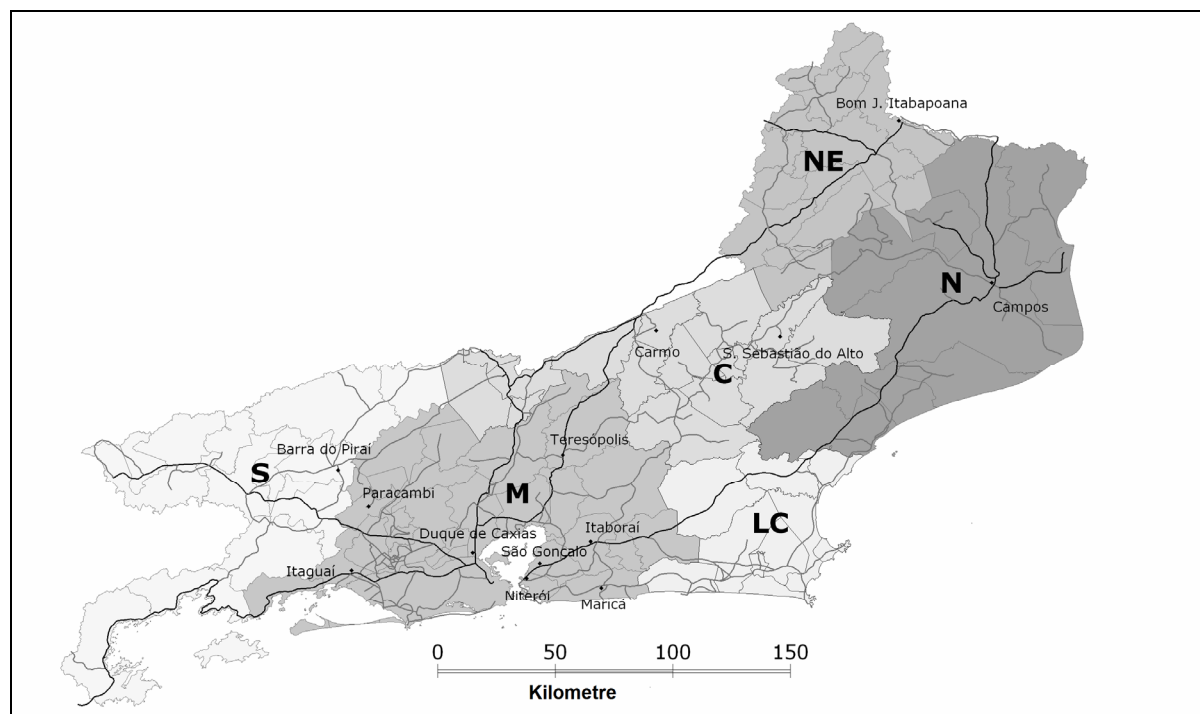 Bom J. Itabapoana
NE
N
Campos
Carmo
S. Sebastião do Alto
C
Teresópolis
Barra do Piraí
S
Paracambi
M
LC
Duque de Caxias
Itaboraí
São Gonçalo
Itaguaí
Niterói
Maricá
0 50 100 150
Kilometre